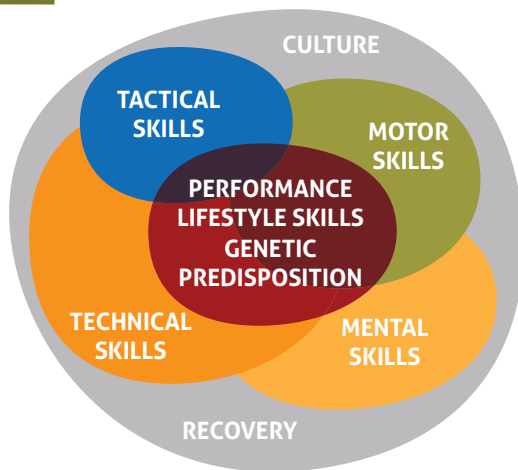 CULTURE
TACTICAL
SKILLS
MOTOR
SKILLS
PERFORMANCE
LIFESTYLE SKILLS
GENETIC
PREDISPOSITION
TECHNICAL
SKILLS
MENTAL
SKILLS
RECOVERY